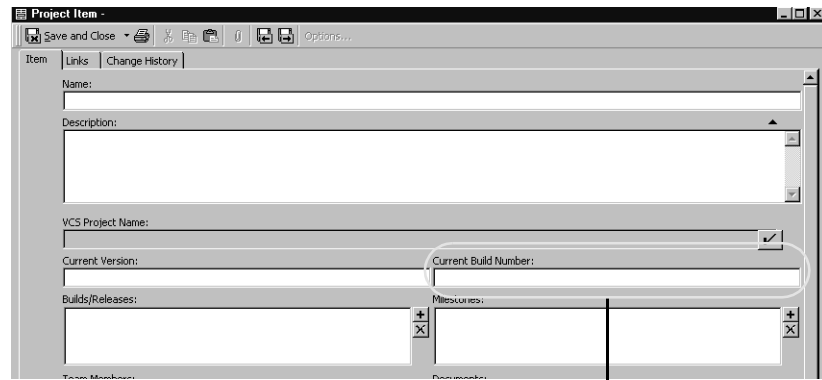 Project Item -
Save and Close Options...
Item Links Change History
Name:
Description:
VCS Project Name:
Current Version: Current Build Number:
Builds/Releases: Milestones:
Team Members: Documents: